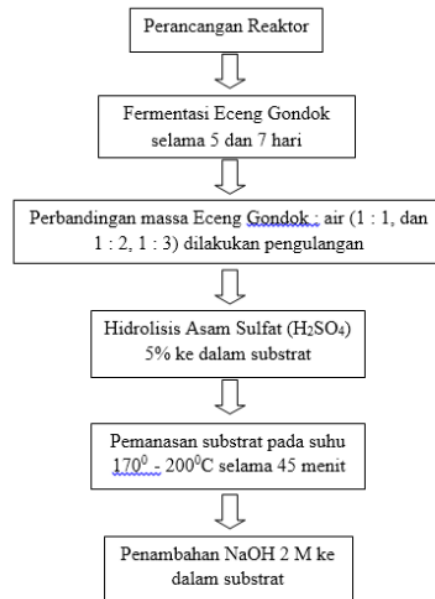 Perancangan Reaktor
Fermentasi Eceng Gondok
selama 5 dan 7 hari
Perbandingan massa Eceng Gondok : air (1 : 1, dan
1 : 2, 1 : 3) dilakukan pengulangan
Hidrolisis Asam Sulfat (H₂SO₄)
5% ke dalam substrat
Pemanasan substrat pada suhu
170⁰ - 200⁰C selama 45 menit
Penambahan NaOH 2 M ke
dalam substrat